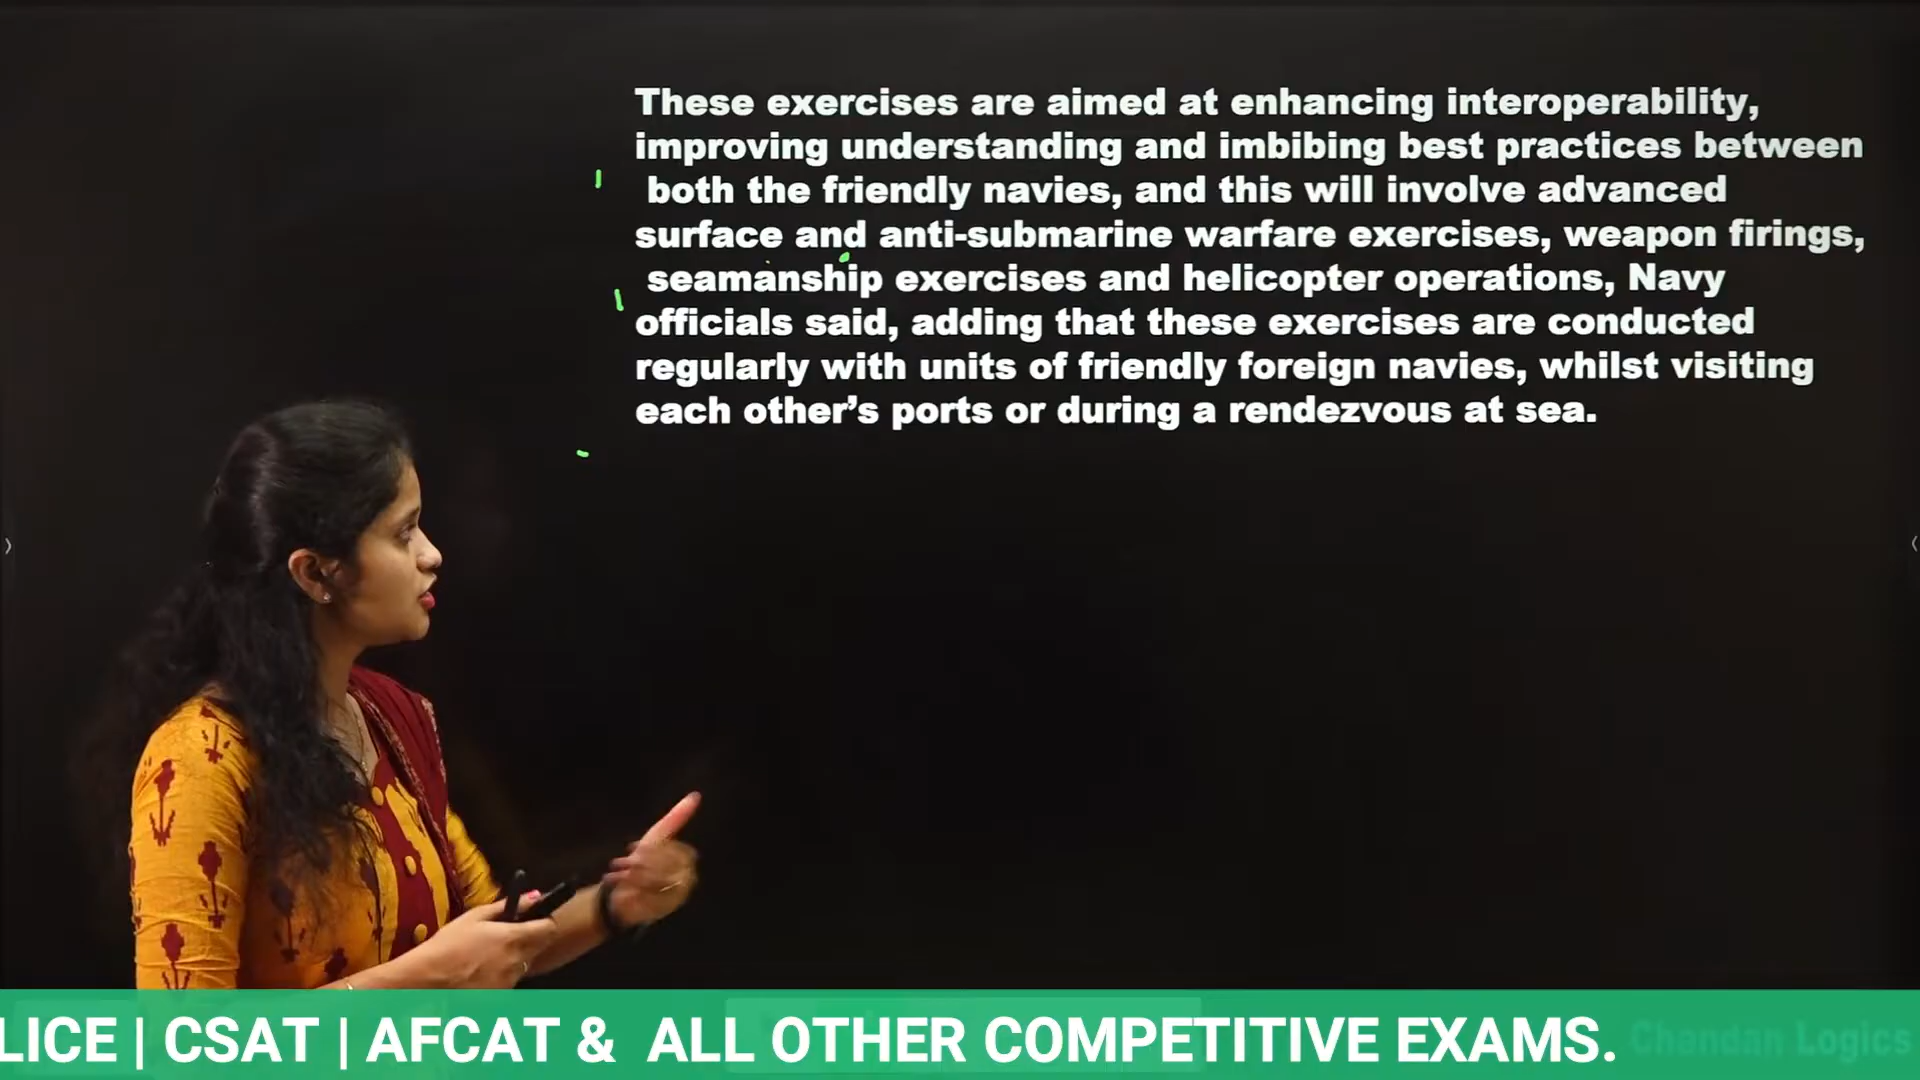 These exercises are aimed at enhancing interoperability,
improving understanding and imbibing best practices between
both the friendly navies, and this will involve advanced
surface and anti-submarine warfare exercises, weapon firings,
seamanship exercises and helicopter operations, Navy
officials said, adding that these exercises are conducted
regularly with units of friendly foreign navies, whilst visiting
each other’s ports or during a rendezvous at sea.
LICE | CSAT | AFCAT & ALL OTHER COMPETITIVE EXAMS.
Chandan Logics